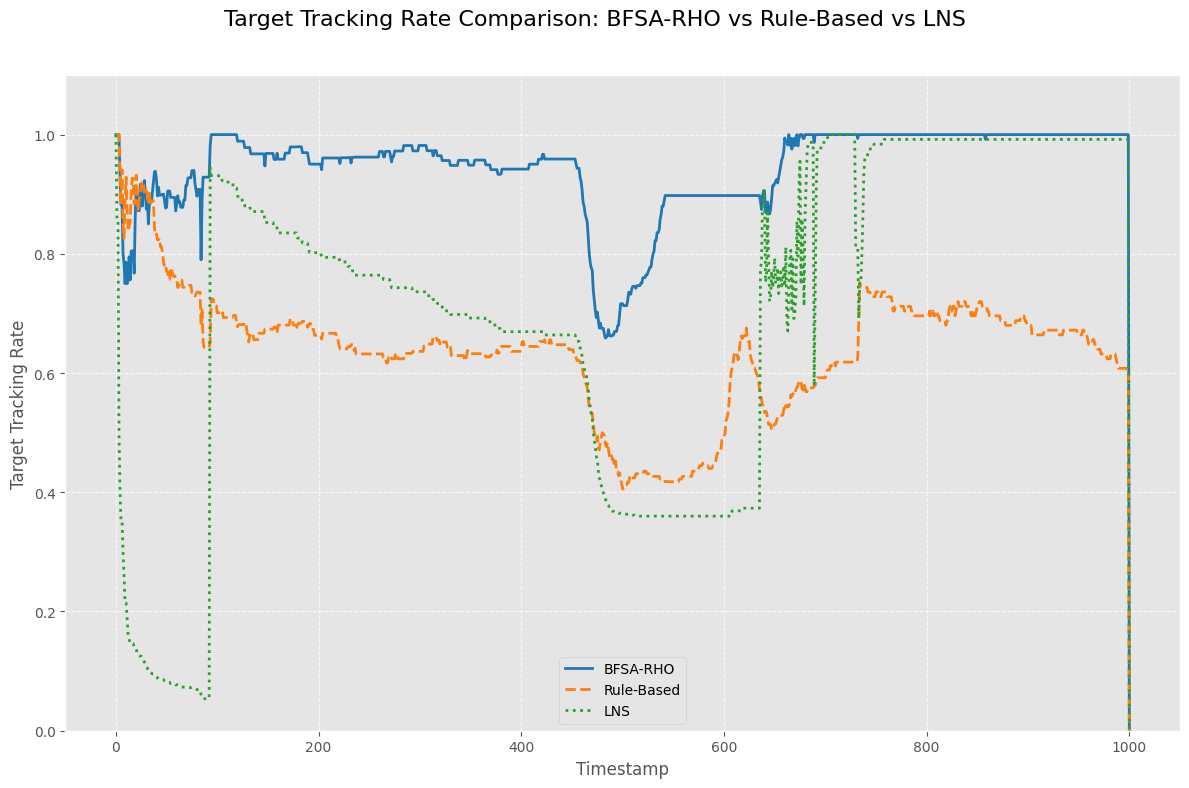 Target Tracking Rate Comparison: BFSA-RHO vs Rule-Based vs LNS
Target Tracking Rate
1.0
0.8
0.6
0.4
0.2
0.0
BFSA-RHO
Rule-Based
LNS
0 200 400 600 800 1000
Timestamp